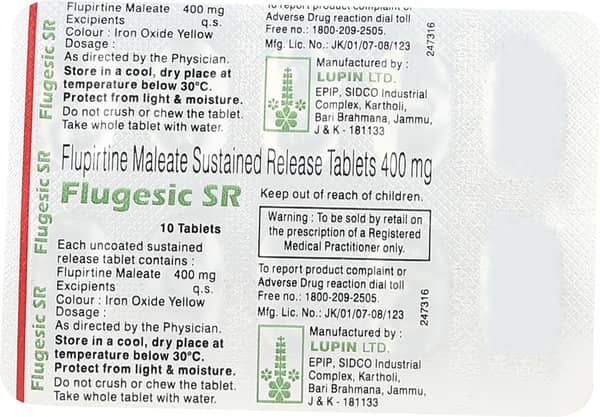 Flupirtine Maleate 400 mg
Excipients q.s.
Colour : Iron Oxide Yellow
Dosage :
As directed by the Physician.
Store in a cool, dry place at
temperature below 30°C.
Protect from light & moisture.
Do not crush or chew the tablet.
Take whole tablet with water.
To report product complaint or
Adverse Drug reaction dial toll
Free no.: 1800-209-2505.
Mfg. Lic. No.: JK/01/07-08/123
247316
Manufactured by :
LUPIN LTD.
EPIP, SIDCO Industrial
Complex, Kartholi,
Bari Brahmana, Jammu,
J & K - 181133
Flugesic SR
Flugesic SR
Flugesic SR
Flupirtine Maleate Sustained Release Tablets 400 mg
Flugesic SR
Keep out of reach of children.
10 Tablets
Warning : To be sold by retail on
the prescription of a Registered
Medical Practitioner only.
Each uncoated sustained
release tablet contains :
Flupirtine Maleate 400 mg
Excipients q.s.
Colour : Iron Oxide Yellow
Dosage :
As directed by the Physician.
Store in a cool, dry place at
temperature below 30°C.
Protect from light & moisture.
Do not crush or chew the tablet.
Take whole tablet with water.
To report product complaint or
Adverse Drug reaction dial toll
Free no.: 1800-209-2505.
Mfg. Lic. No.: JK/01/07-08/123
247316
Manufactured by :
LUPIN LTD.
EPIP, SIDCO Industrial
Complex, Kartholi,
Bari Brahmana, Jammu,
J & K - 181133